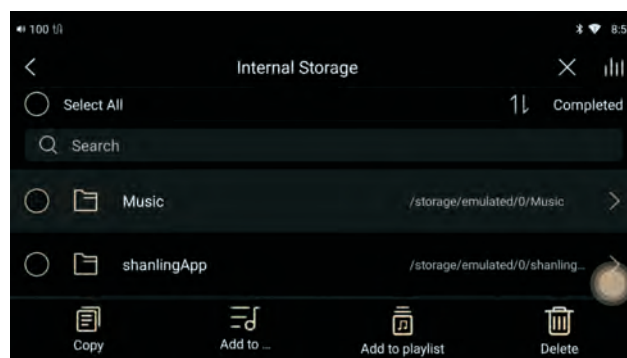 100
8:5
Internal Storage
Select All
Completed
Search
Music /storage/emulated/0/Music
shanlingApp /storage/emulated/0/shanling...
Copy Add to ... Add to playlist Delete